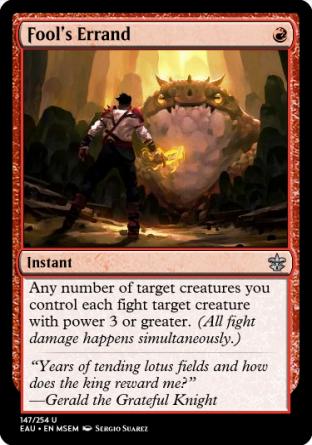 Fool's Errand
Instant
Any number of target creatures you
control each fight target creature
with power 3 or greater. (All fight
damage happens simultaneously.)
“Years of tending lotus fields and how
does the king reward me?”
—Gerald the Grateful Knight
147/254 U
EAU • EN MSEM Sergio Suarez